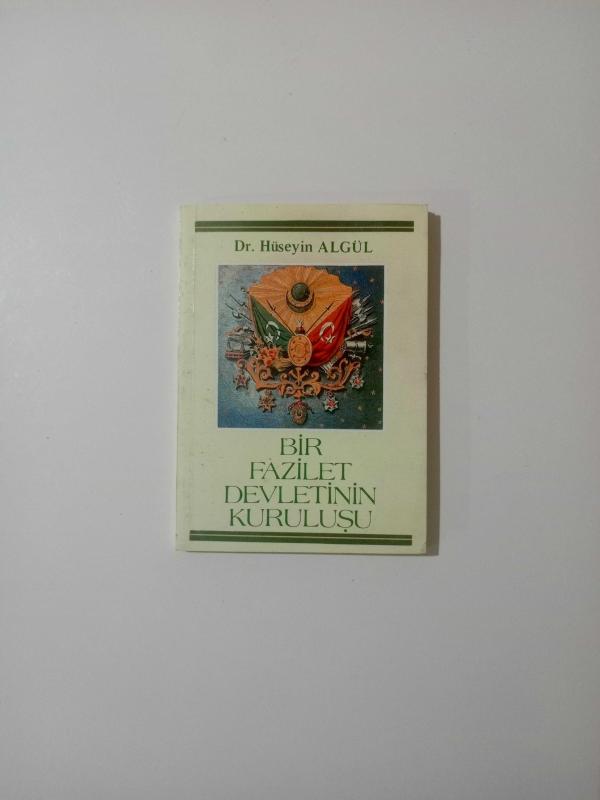 Dr. Hüseyin ALGÜL
BİR
FAZİLET
DEVLETİNİN
KURULUŞU